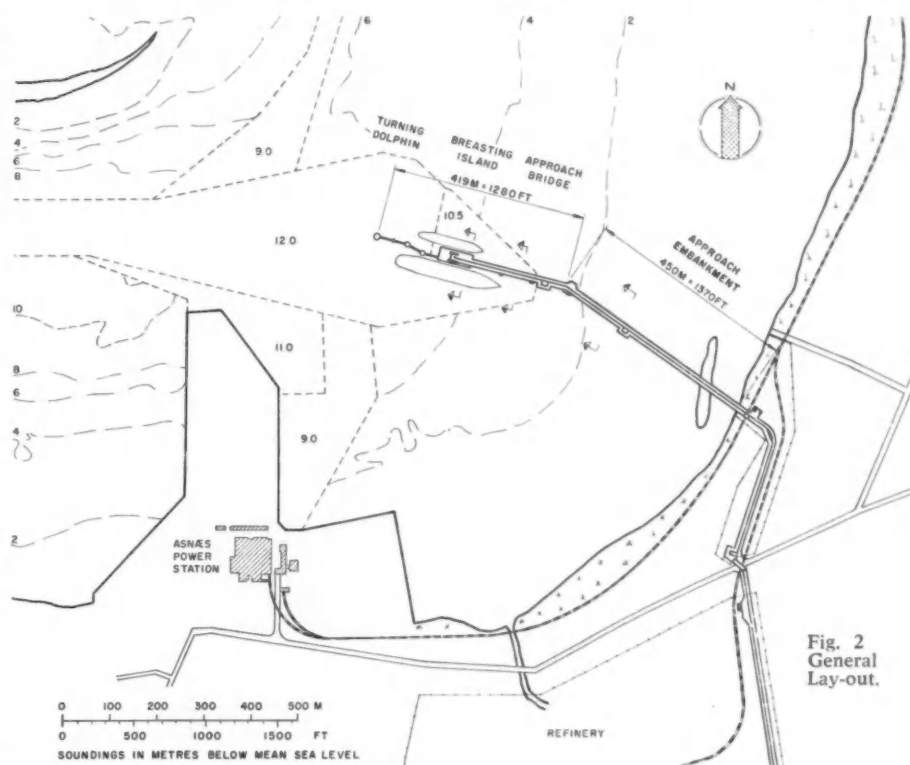 6
4
2
N
2
4
6
8
9.0
TURNING
DOLPHIN
BREASTING
ISLAND
APPROACH
BRIDGE
419M = 1280 FT
10.5
12.0
APPROACH
EMBANKMENT
450M = 1370FT
10
8
6
4
2
11.0
9.0
ASNÆS
POWER
STATION
Fig. 2
General
Lay-out.
0 100 200 300 400 500 M
0 500 1000 1500 FT
SOUNDINGS IN METRES BELOW MEAN SEA LEVEL
REFINERY